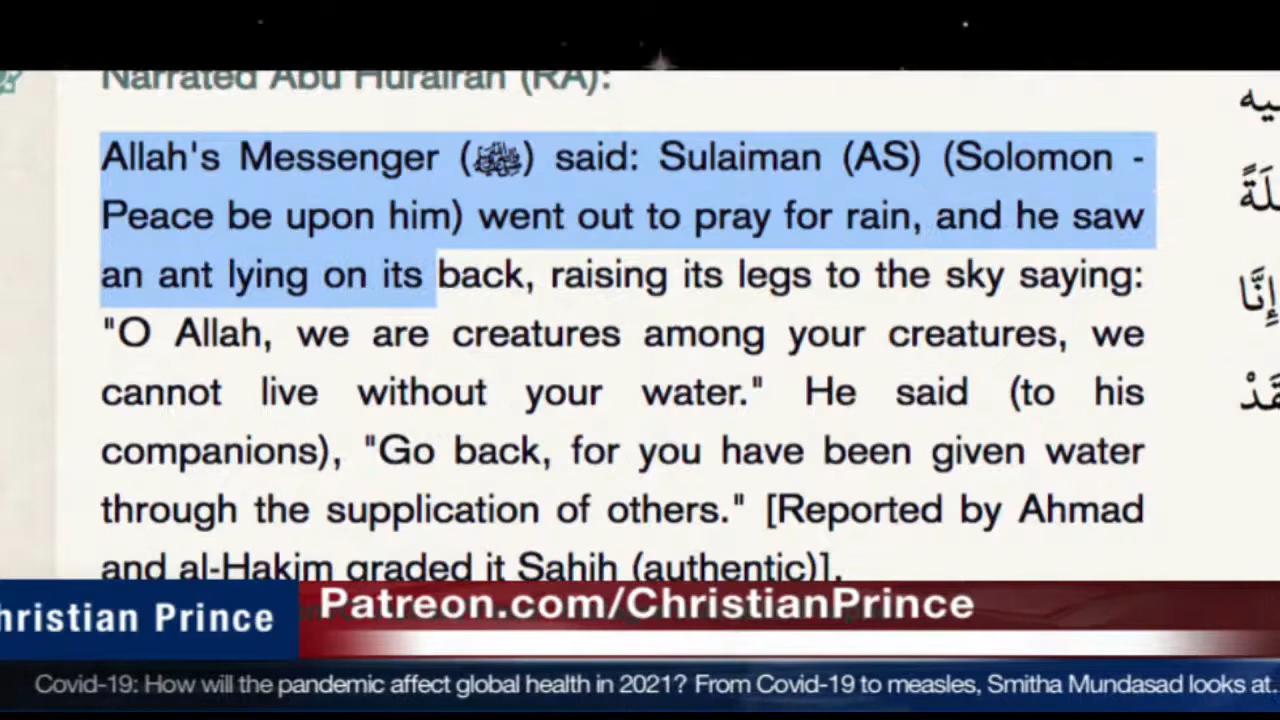 Narrated Abu Hurairah (RA):
Allah's Messenger (ﷺ) said: Sulaiman (AS) (Solomon -
Peace be upon him) went out to pray for rain, and he saw
an ant lying on its back, raising its legs to the sky saying:
"O Allah, we are creatures among your creatures, we
cannot live without your water." He said (to his
companions), "Go back, for you have been given water
through the supplication of others." [Reported by Ahmad
and al-Hakim graded it Sahih (authentic)].
إِنَّا
hristian Prince
Patreon.com/ChristianPrince
Covid-19: How will the pandemic affect global health in 2021? From Covid-19 to measles, Smitha Mundasad looks at.